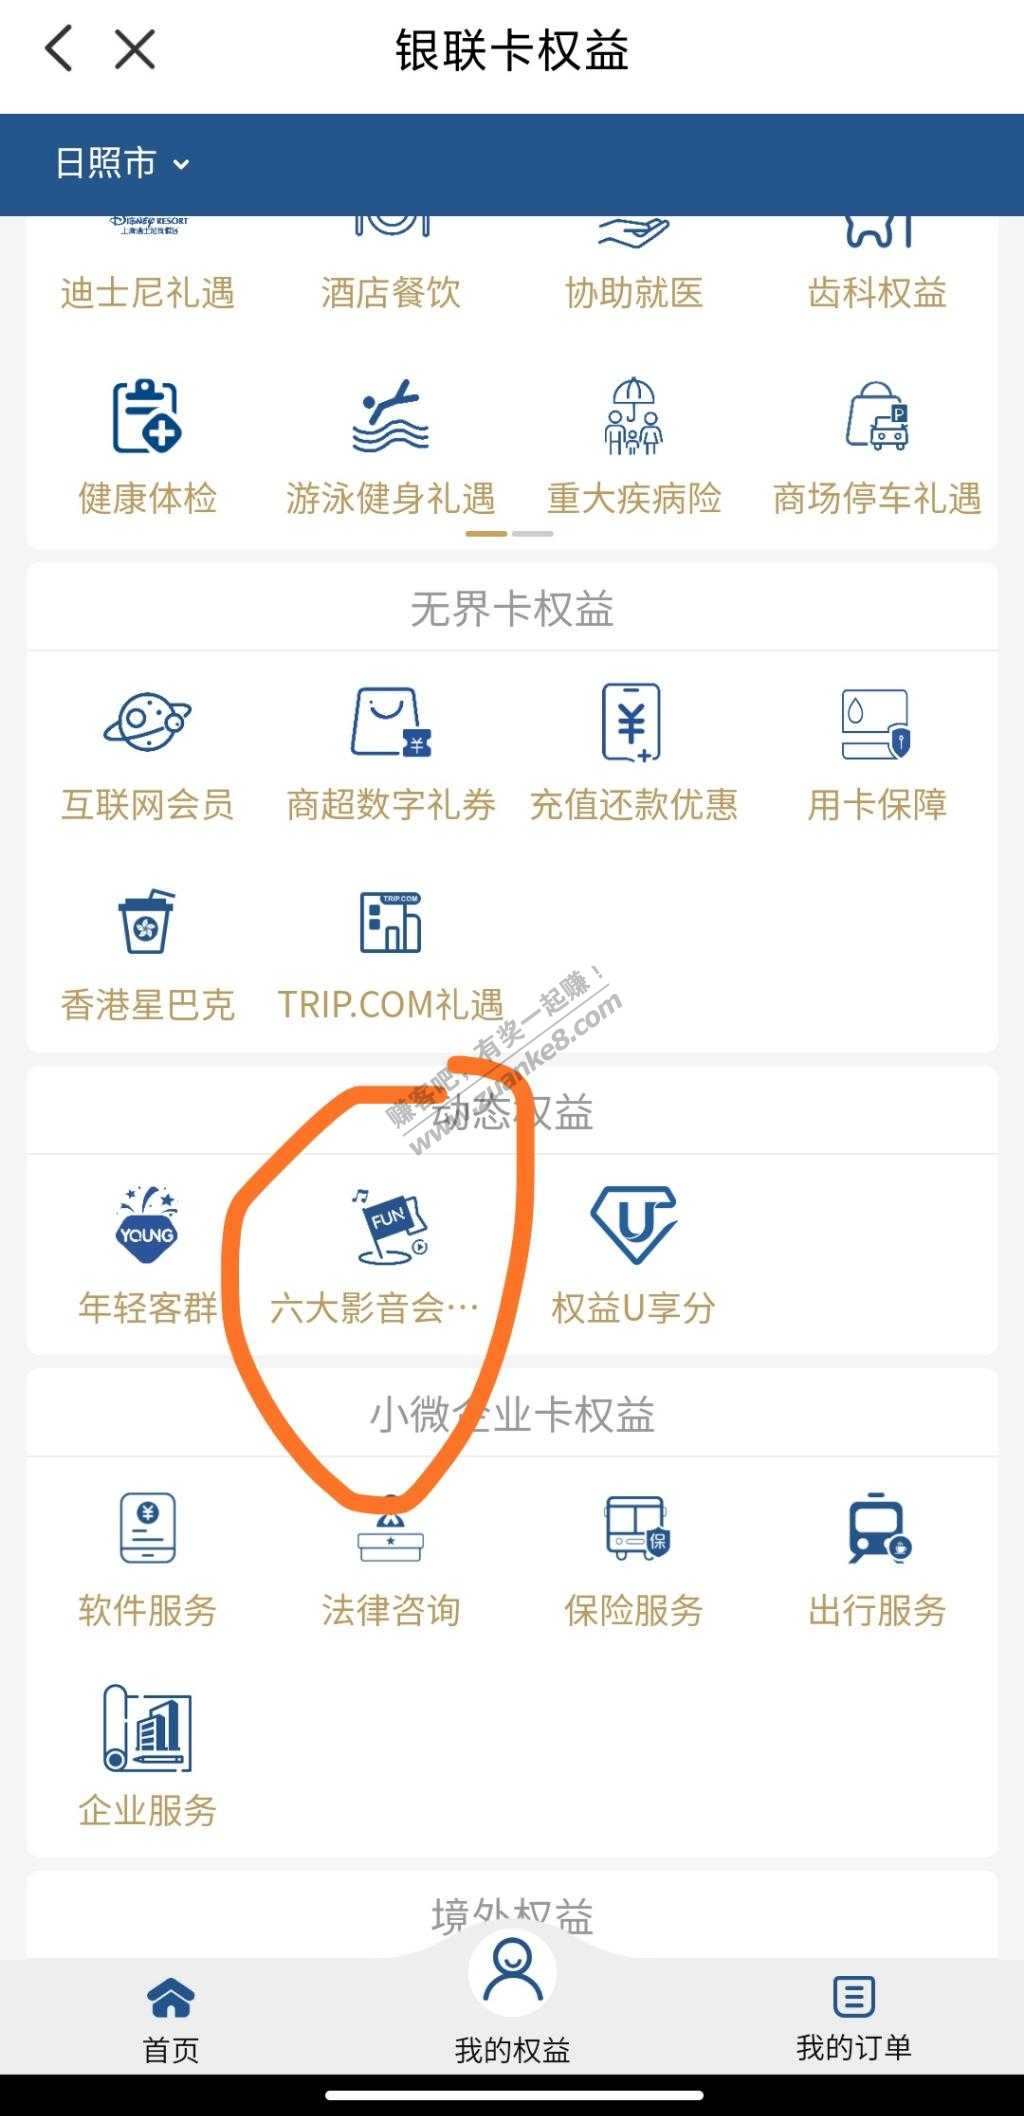 银联卡权益
日照市
DISNEY RESORT
迪士尼礼遇 酒店餐饮 协助就医 齿科权益
P
健康体检 游泳健身礼遇 重大疾病险 商场停车礼遇
无界卡权益
¥ ¥
互联网会员 商超数字礼券 充值还款优惠 用卡保障
TRIP.COM
香港星巴克 TRIP.COM礼遇
赚客吧，有奖一起赚！
www.zuanke8.com
动态权益
YOUNG FUN U
年轻客群 六大影音会… 权益U享分
小微企业卡权益
¥ 保
软件服务 法律咨询 保险服务 出行服务
企业服务
境外权益
首页 我的权益 我的订单